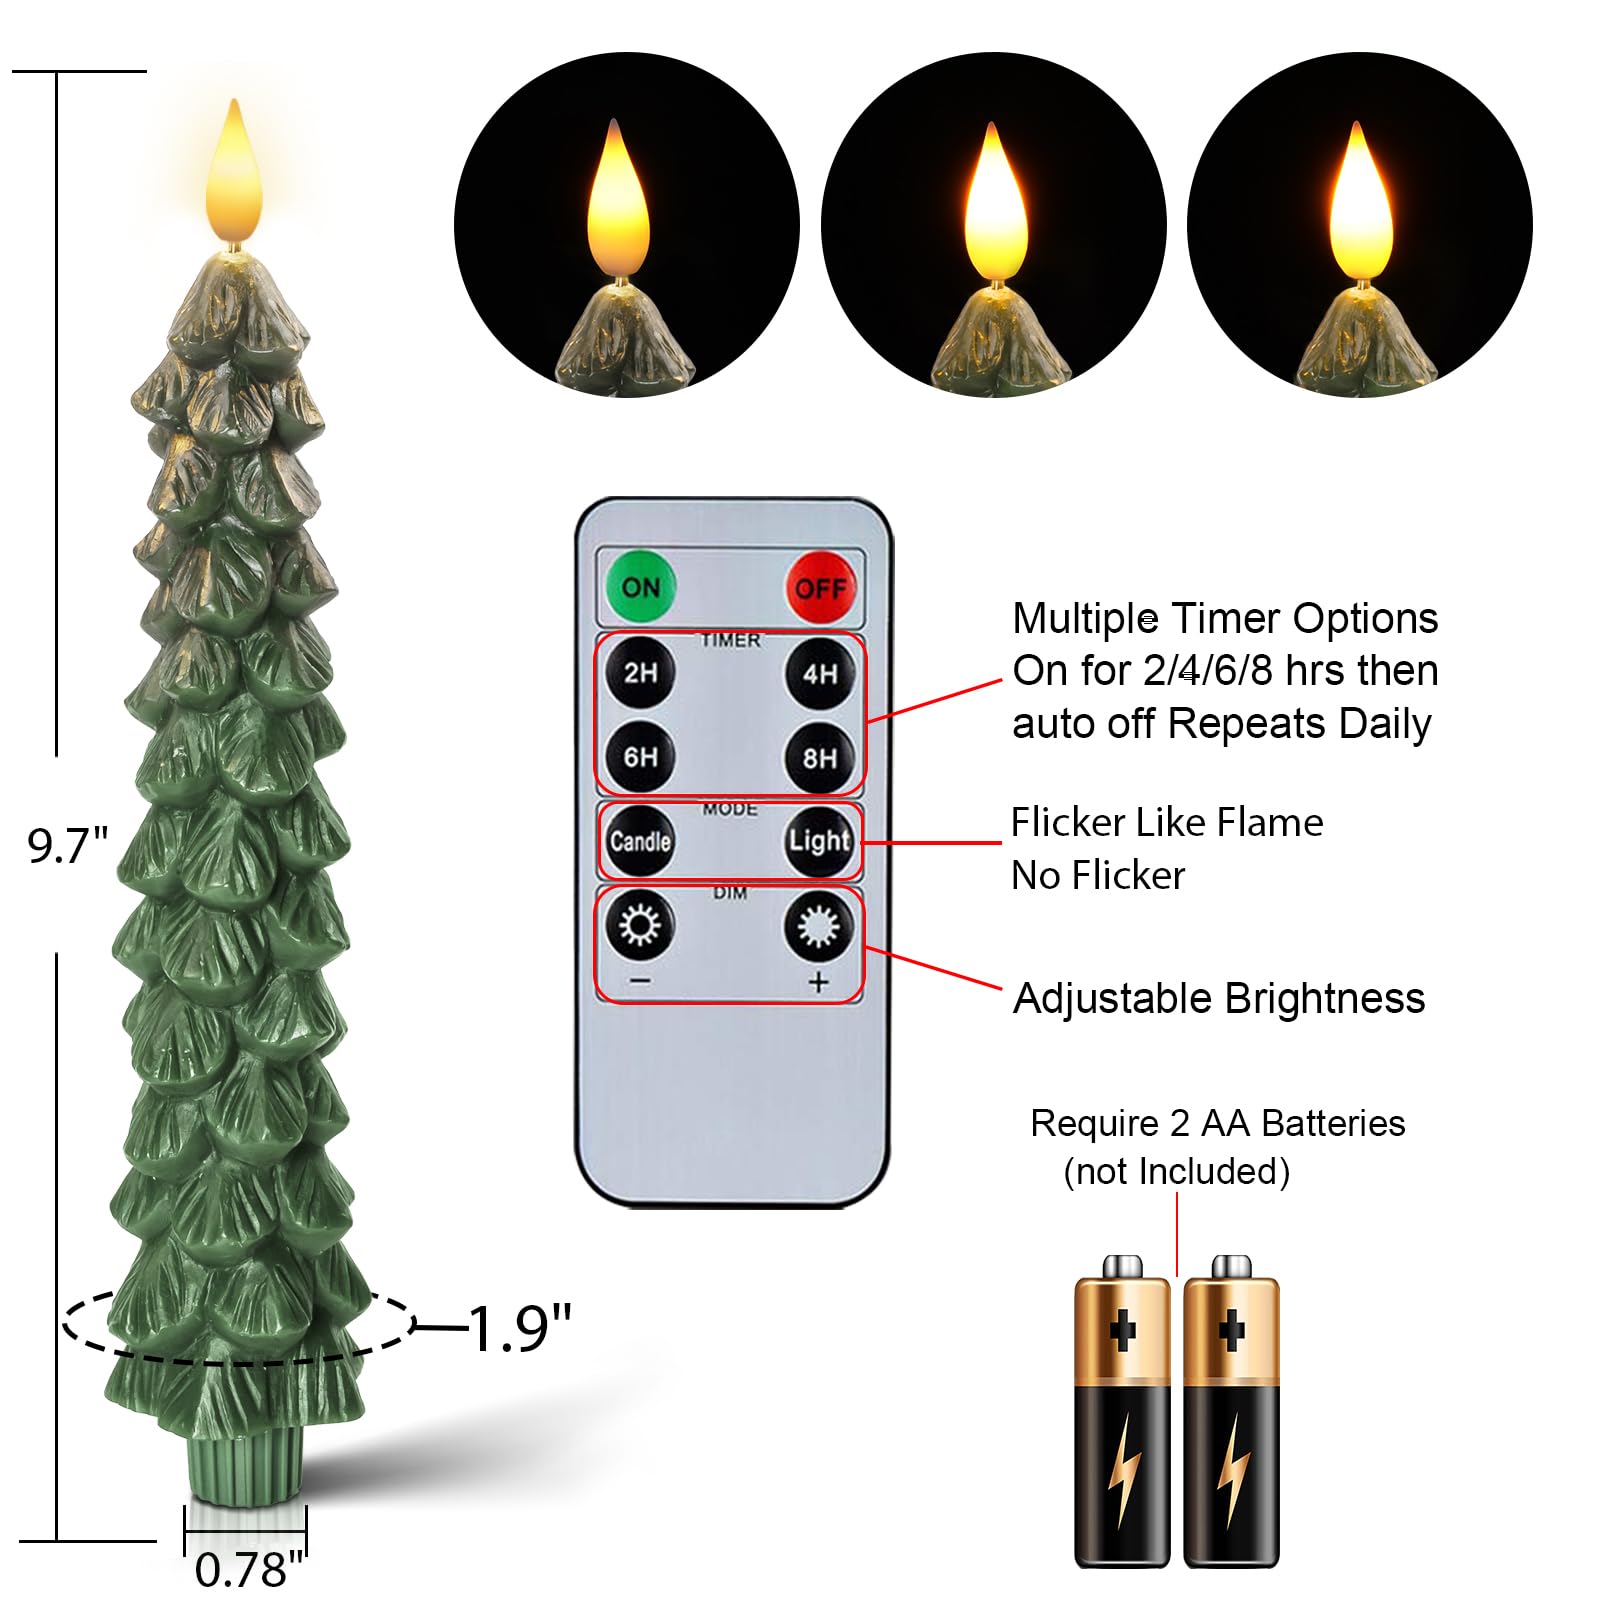 ON
OFF
TIMER
2H
4H
6H
8H
MODE
Candle
Light
DIM
−
+
Multiple Timer Options
On for 2/4/6/8 hrs then
auto off Repeats Daily
Flicker Like Flame
No Flicker
Adjustable Brightness
9.7"
1.9"
0.78"
Require 2 AA Batteries
(not Included)
+
+